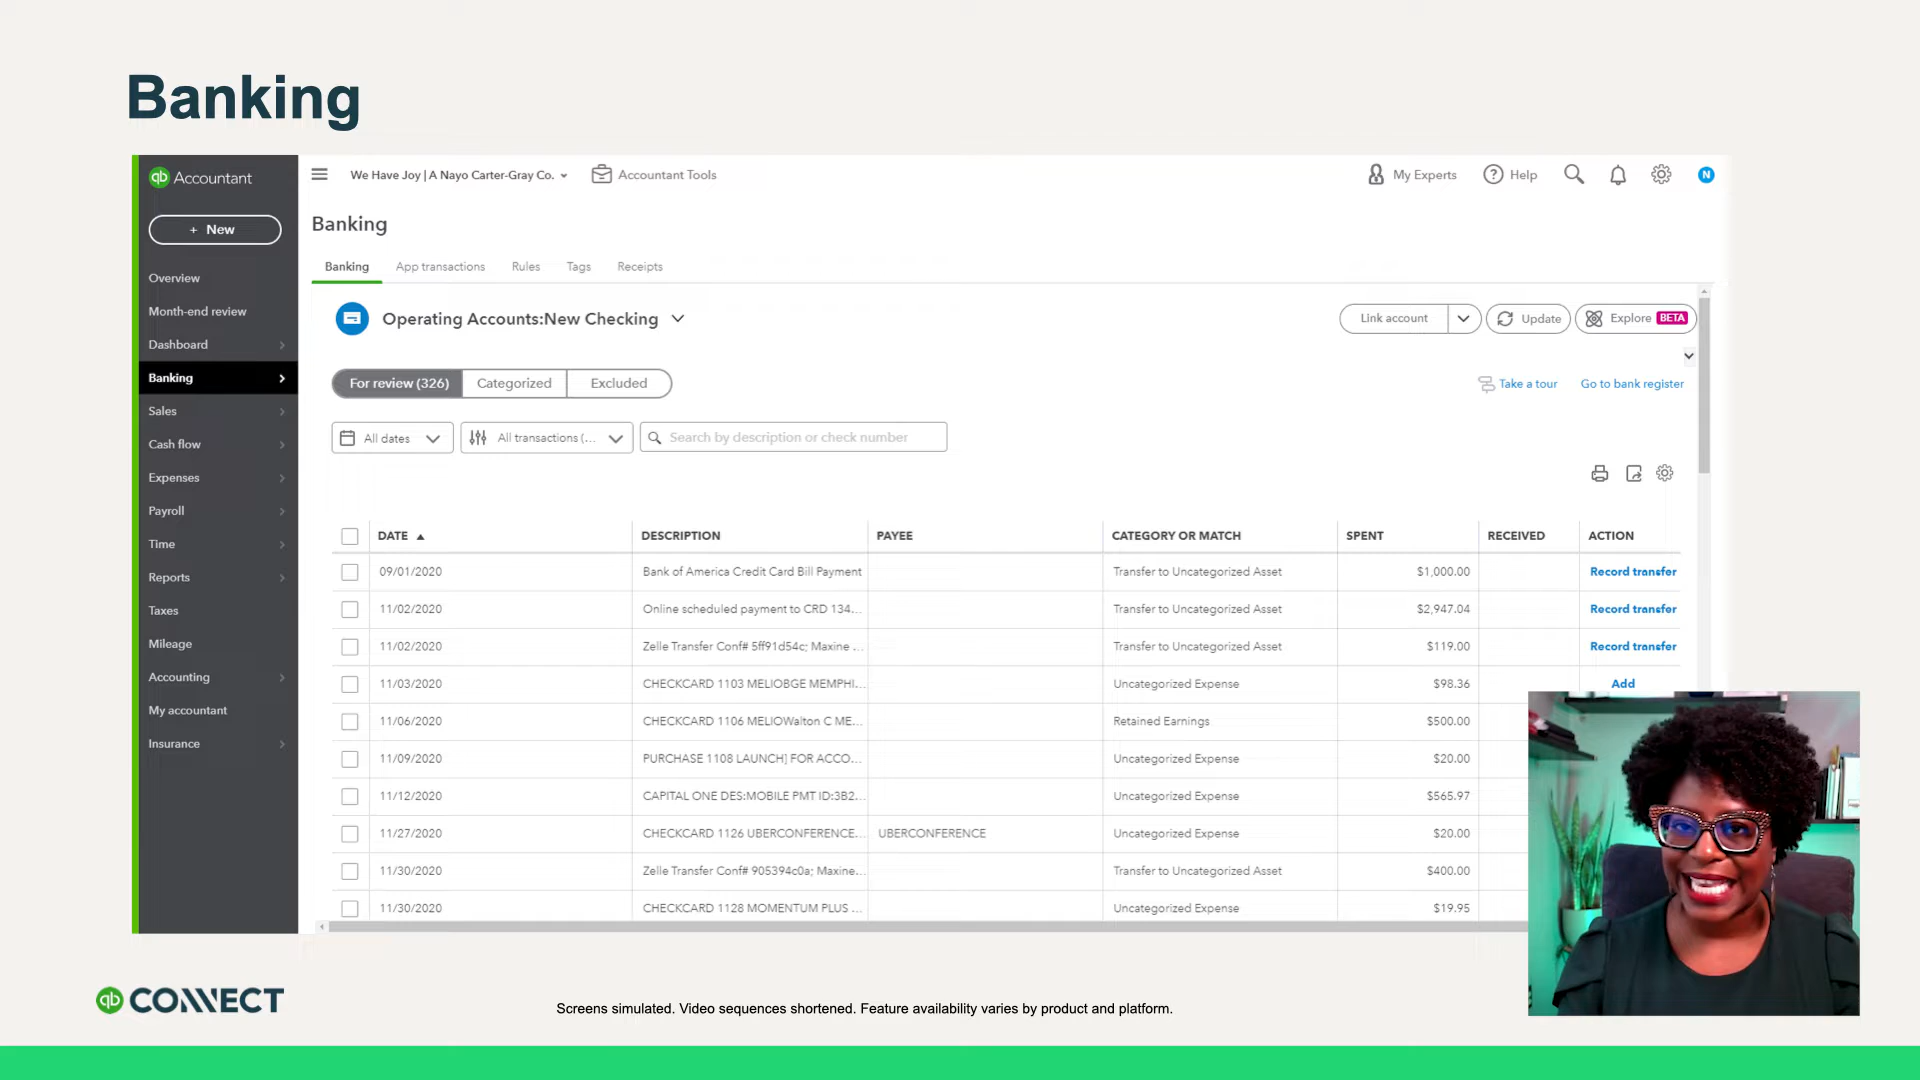 Banking
qb Accountant
We Have Joy | A Nayo Carter-Gray Co.
Accountant Tools
My Experts
Help
N
+ New
Overview
Month-end review
Dashboard
Banking
Sales
Cash flow
Expenses
Payroll
Time
Reports
Taxes
Mileage
Accounting
My accountant
Insurance
Banking
Banking App transactions Rules Tags Receipts
Operating Accounts:New Checking
Link account Update Explore BETA
For review (326) Categorized Excluded
Take a tour Go to bank register
All dates All transactions (... Search by description or check number
DATE DESCRIPTION PAYEE CATEGORY OR MATCH SPENT RECEIVED ACTION
09/01/2020 Bank of America Credit Card Bill Payment Transfer to Uncategorized Asset $1,000.00 Record transfer
11/02/2020 Online scheduled payment to CRD 134... Transfer to Uncategorized Asset $2,947.04 Record transfer
11/02/2020 Zelle Transfer Conf# 5ff91d54c; Maxine ... Transfer to Uncategorized Asset $119.00 Record transfer
11/03/2020 CHECKCARD 1103 MELIOBGE MEMPHI... Uncategorized Expense $98.36 Add
11/06/2020 CHECKCARD 1106 MELIOWalton C ME... Retained Earnings $500.00
11/09/2020 PURCHASE 1108 LAUNCH] FOR ACCO... Uncategorized Expense $20.00
11/12/2020 CAPITAL ONE DES:MOBILE PMT ID:3B2... Uncategorized Expense $565.97
11/27/2020 CHECKCARD 1126 UBERCONFERENCE... UBERCONFERENCE Uncategorized Expense $20.00
11/30/2020 Zelle Transfer Conf# 905394c0a; Maxine... Transfer to Uncategorized Asset $400.00
11/30/2020 CHECKCARD 1128 MOMENTUM PLUS ... Uncategorized Expense $19.95
qb CONNECT
Screens simulated. Video sequences shortened. Feature availability varies by product and platform.